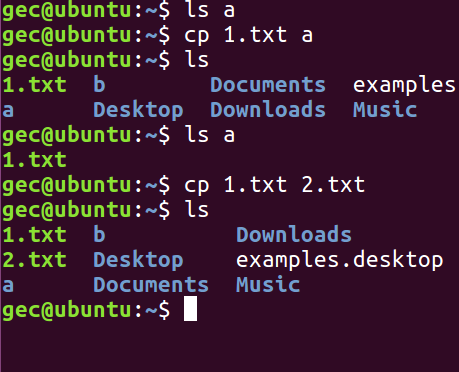 gec@ubuntu:~$ ls a
gec@ubuntu:~$ cp 1.txt a
gec@ubuntu:~$ ls
1.txt  b        Documents  examples
a      Desktop  Downloads  Music
gec@ubuntu:~$ ls a
1.txt
gec@ubuntu:~$ cp 1.txt 2.txt
gec@ubuntu:~$ ls
1.txt  b          Downloads
2.txt  Desktop    examples.desktop
a      Documents  Music
gec@ubuntu:~$